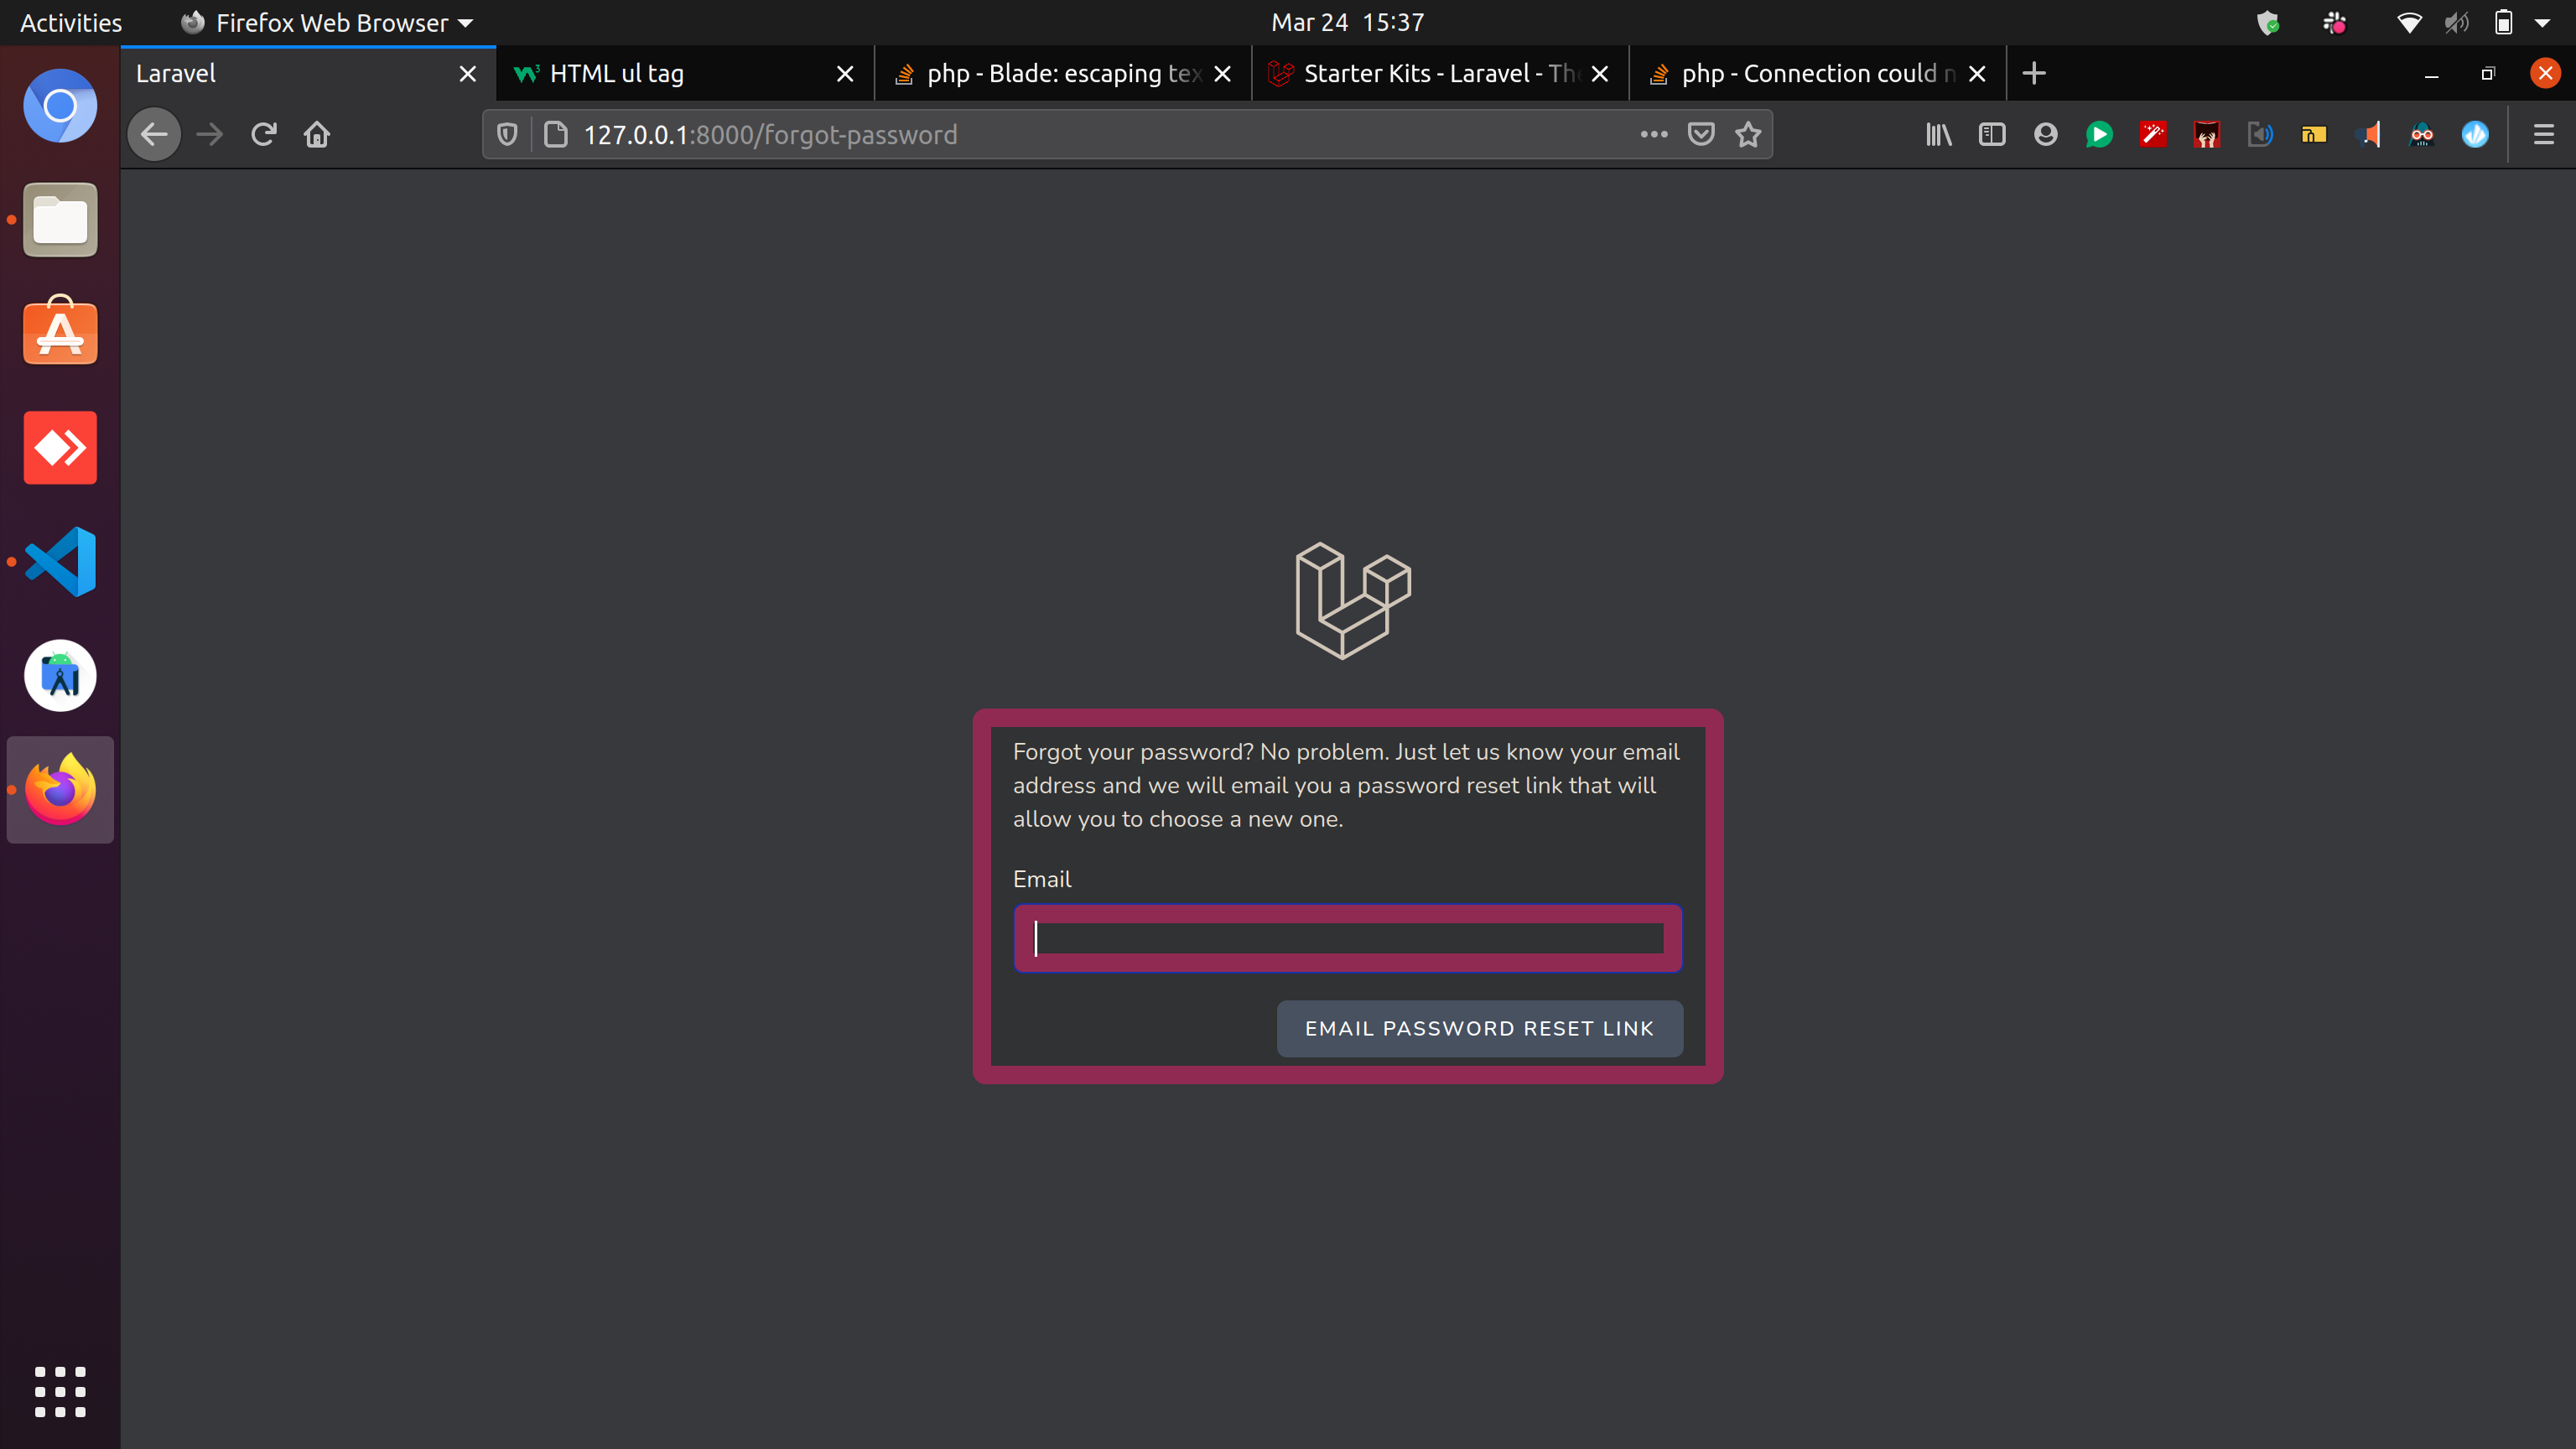 Activities
Firefox Web Browser
Mar 24 15:37
Laravel
HTML ul tag
php - Blade: escaping tex
Starter Kits - Laravel - The
php - Connection could n
127.0.0.1:8000/forgot-password
Forgot your password? No problem. Just let us know your email
address and we will email you a password reset link that will
allow you to choose a new one.
Email
EMAIL PASSWORD RESET LINK